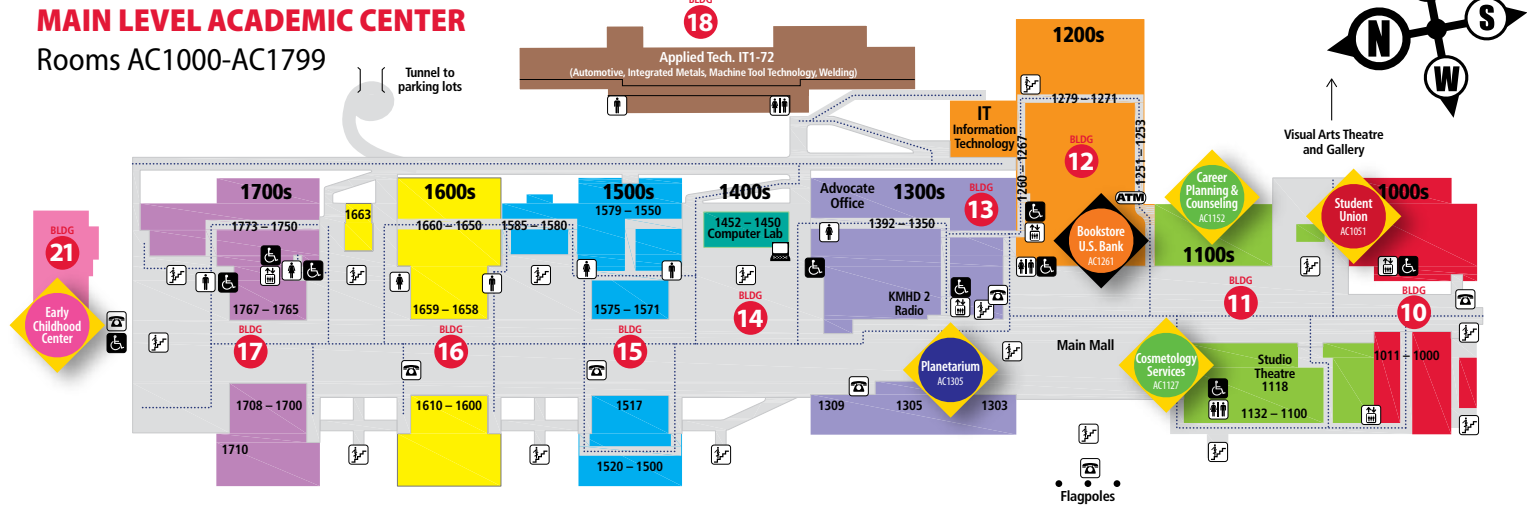 MAIN LEVEL ACADEMIC CENTER
Rooms AC1000-AC1799
Tunnel to
parking lots
BLDG
18
Applied Tech. IT1-72
(Automotive, Integrated Metals, Machine Tool Technology, Welding)
1200s
1279 – 1271
IT
Information
Technology
1260 – 1267
1251 – 1253
BLDG
12
ATM
Bookstore
U.S. Bank
AC1261
N
S
W
Visual Arts Theatre
and Gallery
Career
Planning &
Counseling
AC1152
1100s
BLDG
11
Student
Union
AC1051
1000s
BLDG
10
1011 – 1000
BLDG
21
Early
Childhood
Center
1700s
1773 – 1750
1767 – 1765
BLDG
17
1708 – 1700
1710
1663
1600s
1660 – 1650
1659 – 1658
BLDG
16
1610 – 1600
1585 – 1580
1500s
1579 – 1550
1575 – 1571
BLDG
15
1517
1520 – 1500
1400s
1452 – 1450
Computer Lab
BLDG
14
Advocate
Office
1300s
BLDG
13
1392 – 1350
KMHD 2
Radio
Planetarium
AC1305
1309
1305
1303
Main Mall
Cosmetology
Services
AC1127
Studio
Theatre
1118
1132 – 1100
Flagpoles